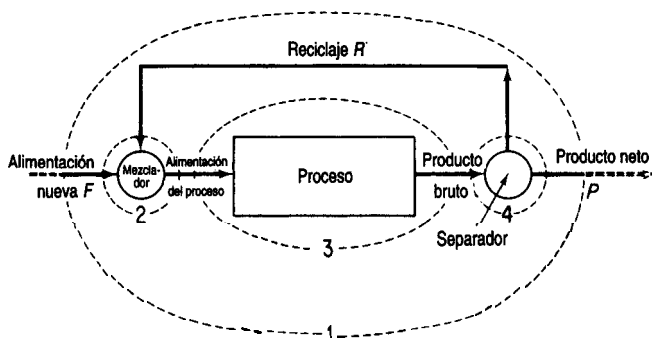 Reciclaje R
Alimentación
nueva F
Mezcla-
dor
Alimentación
del proceso
Proceso
Producto
bruto
Producto neto
P
2
4
3
Separador
1